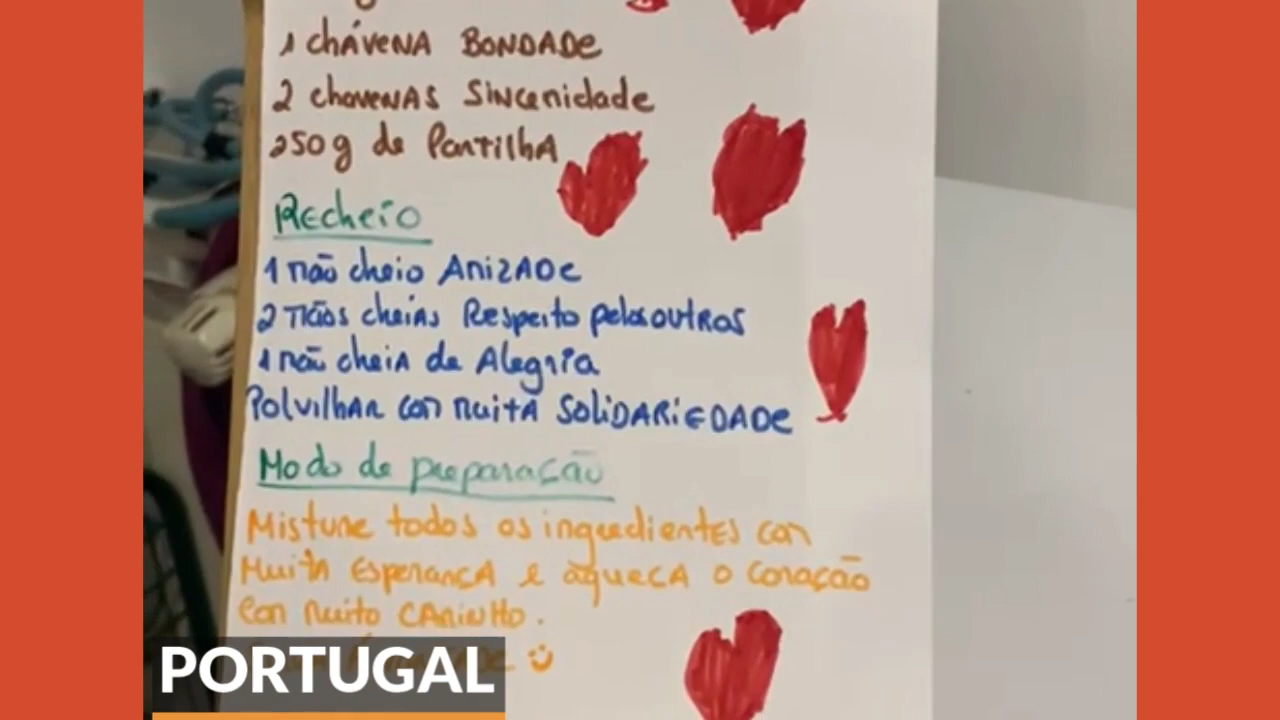 1 chávena BONDADE
2 chavenas Sinceridade
250g de Partilha
Recheio
1 mão cheio AmizADe
2 mãos cheias Respeito pelos outros
1 mão cheia de Alegria
Polvilhar com muita SoliDARiEDADe
Modo de preparação
Misture todos os ingredientes com
Muita Esperança e aqueça o coração
com muito CARiNHO.
PORTUGAL